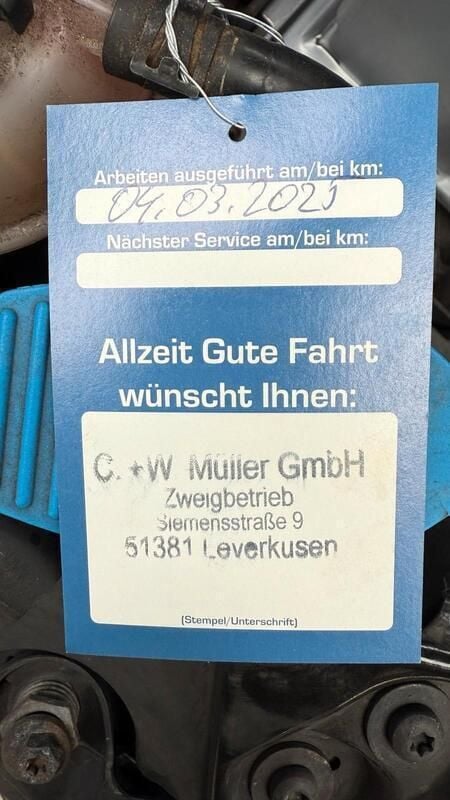 Arbeiten ausgeführt am/bei km:
04.03.2025
Nächster Service am/bei km:
Allzeit Gute Fahrt
wünscht Ihnen:
C. + W Müller GmbH
Zweigbetrieb
Siemensstraße 9
51381 Leverkusen
(Stempel/Unterschrift)